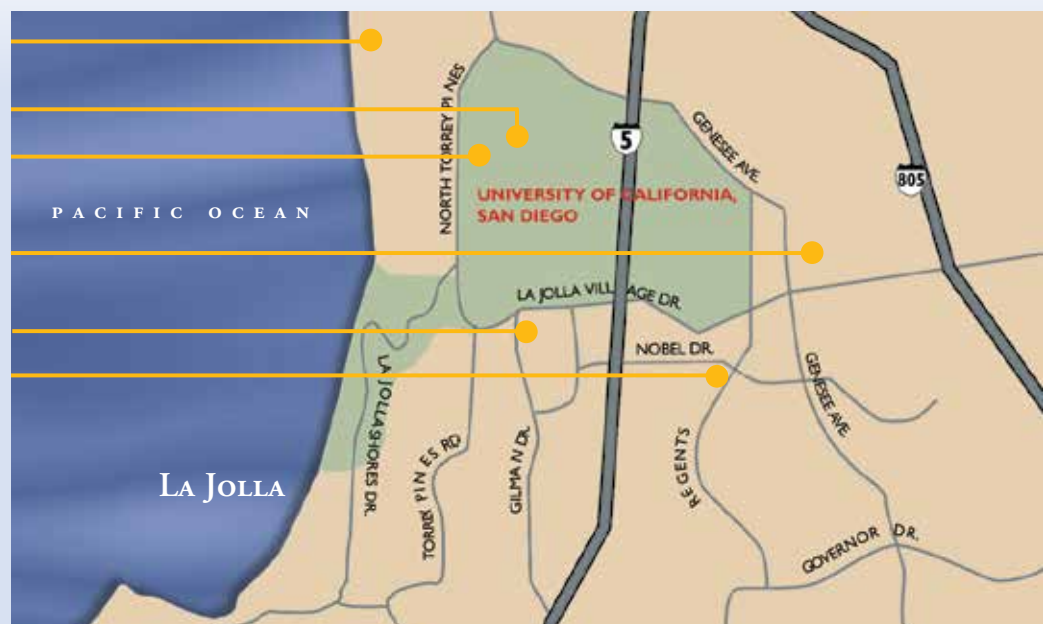 NORTH TORREY PINES
GENESEE AVE.
5
805
UNIVERSITY OF CALIFORNIA,
SAN DIEGO
PACIFIC OCEAN
LA JOLLA VILLAGE DR.
NOBEL DR.
LA JOLLA SHORES DR.
GENESEE AVE.
TORREY PINES RD
GILMAN DR.
REGENTS
LA JOLLA
GOVERNOR DR.